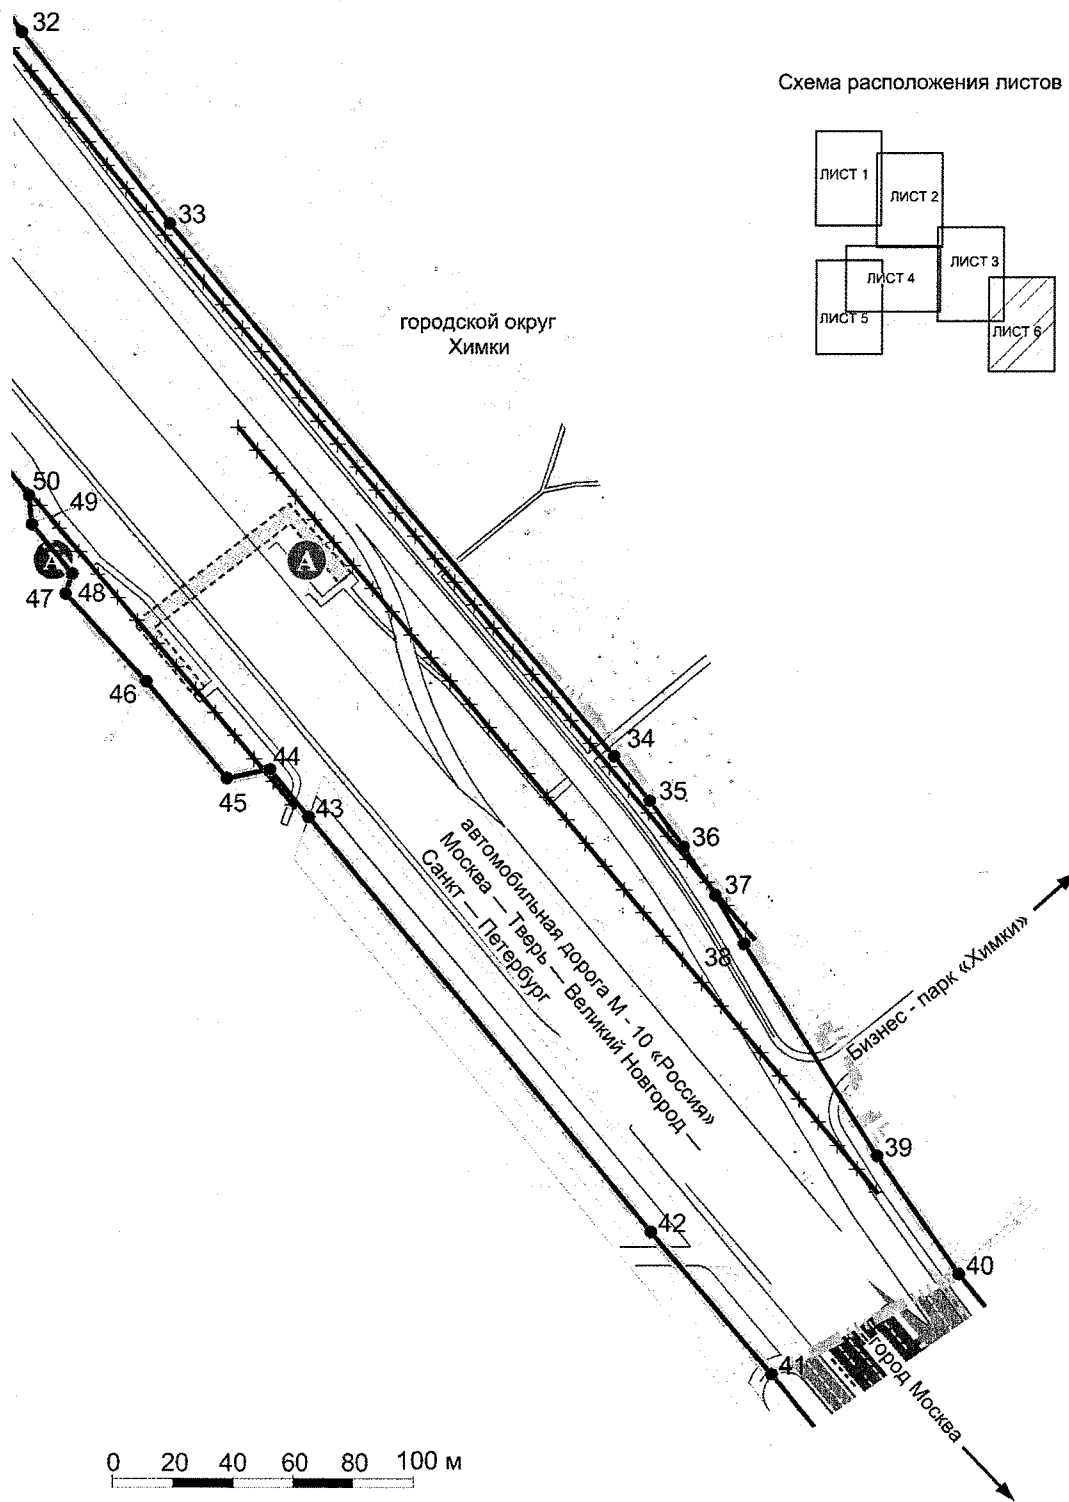 32
Схема расположения листов
ЛИСТ 1
ЛИСТ 2
33
ЛИСТ 3
ЛИСТ 4
городской округ
Химки
ЛИСТ 5
ЛИСТ 6
50
49
А
А
48
47
46
34
44
45
35
43
36
автомобильная дорога М - 10 «Россия»
Москва — Тверь — Великий Новгород —
Санкт — Петербург
37
38
Бизнес - парк «Химки»
39
42
40
41
город Москва
0 20 40 60 80 100 м